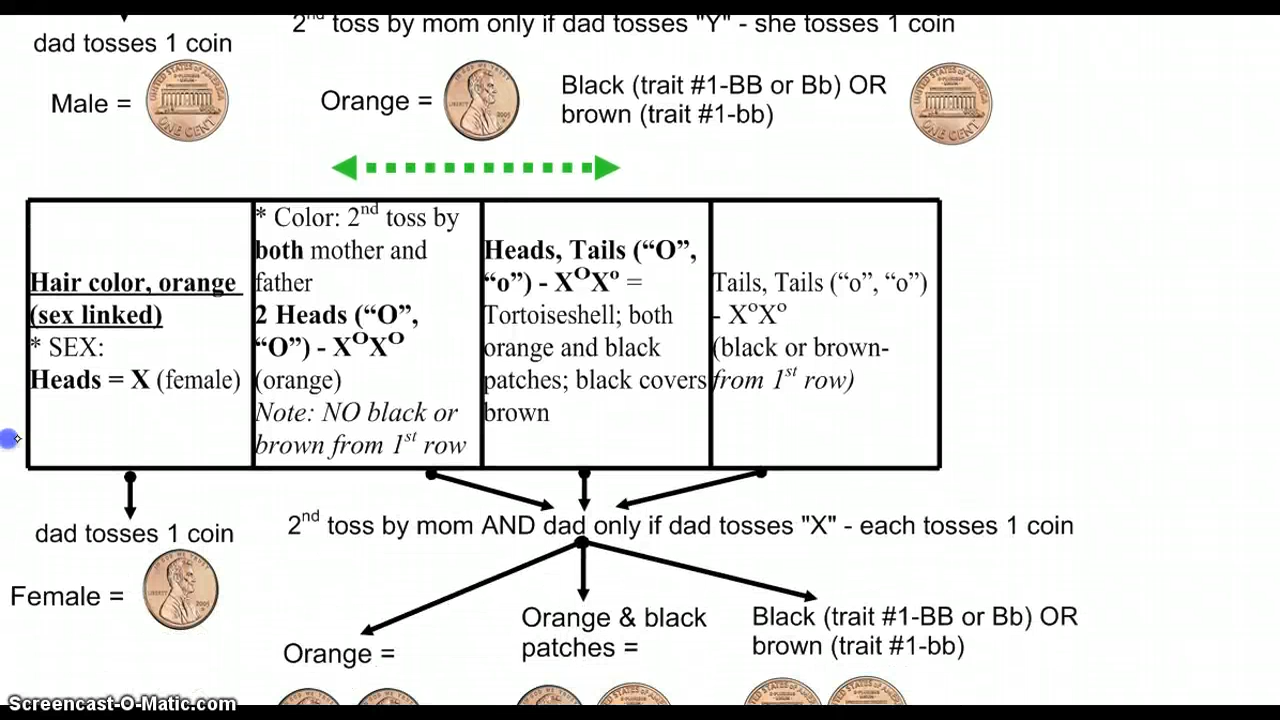 2nd toss by mom only if dad tosses "Y" - she tosses 1 coin
dad tosses 1 coin
Male =
Orange =
Black (trait #1-BB or Bb) OR
brown (trait #1-bb)
Hair color, orange
(sex linked)
* SEX:
Heads = X (female)
* Color: 2nd toss by
both mother and
father
2 Heads (“O”,
“O”) - XOXO
(orange)
Note: NO black or
brown from 1st row
Heads, Tails (“O”,
“o”) - XOXo =
Tortoiseshell; both
orange and black
patches; black covers
brown
Tails, Tails (“o”, “o”)
- XoXo
(black or brown-
from 1st row)
dad tosses 1 coin
2nd toss by mom AND dad only if dad tosses "X" - each tosses 1 coin
Female =
Orange =
Orange & black
patches =
Black (trait #1-BB or Bb) OR
brown (trait #1-bb)
Screencast-O-Matic.com